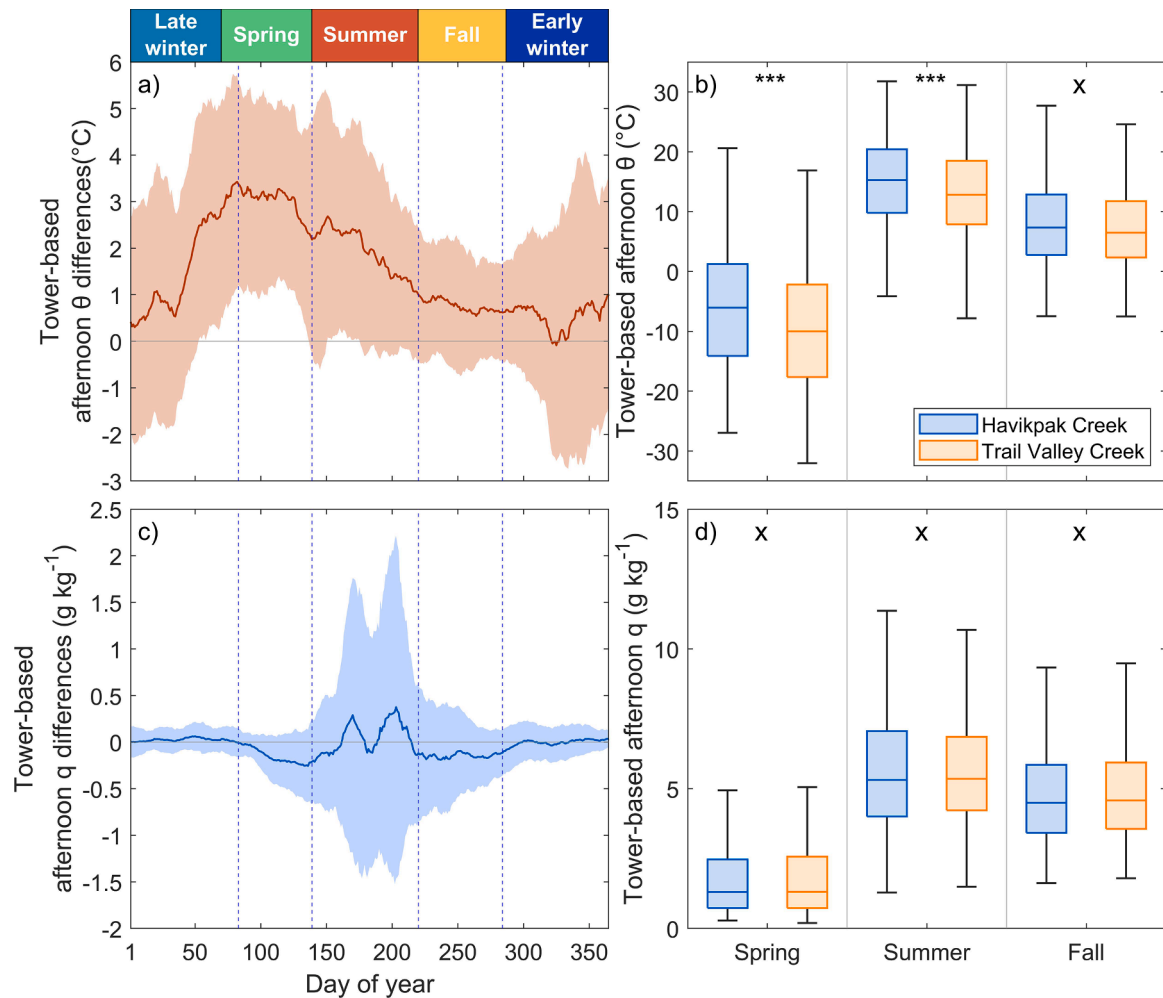 Late
winter
Spring
Summer
Fall
Early
winter
a)
Tower-based
afternoon θ differences(°C)
6
5
4
3
2
1
0
-1
-2
-3
b)
***
***
x
Tower-based afternoon θ (°C)
30
20
10
0
-10
-20
-30
Havikpak Creek
Trail Valley Creek
c)
Tower-based
afternoon q differences (g kg⁻¹)
2.5
2
1.5
1
0.5
0
-0.5
-1
-1.5
-2
1 50 100 150 200 250 300 350
Day of year
d)
x
x
x
Tower-based afternoon q (g kg⁻¹)
15
10
5
0
Spring Summer Fall